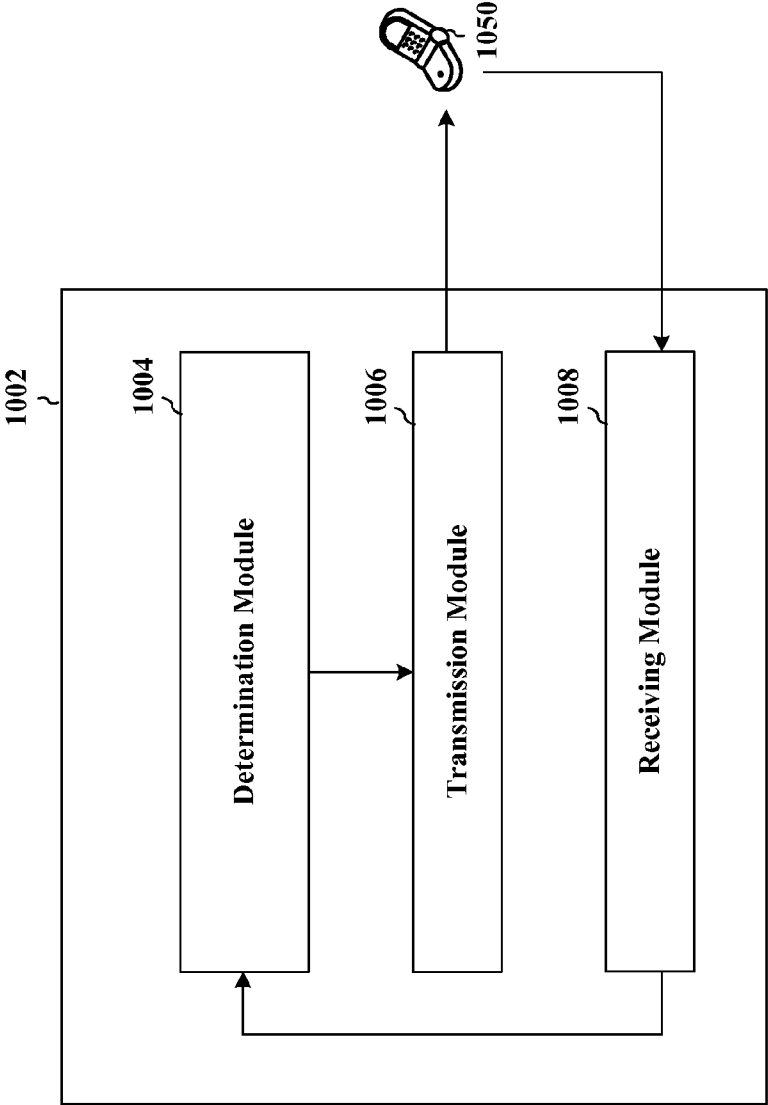 1002
1004
Determination Module
1006
Transmission Module
1008
Receiving Module
1050